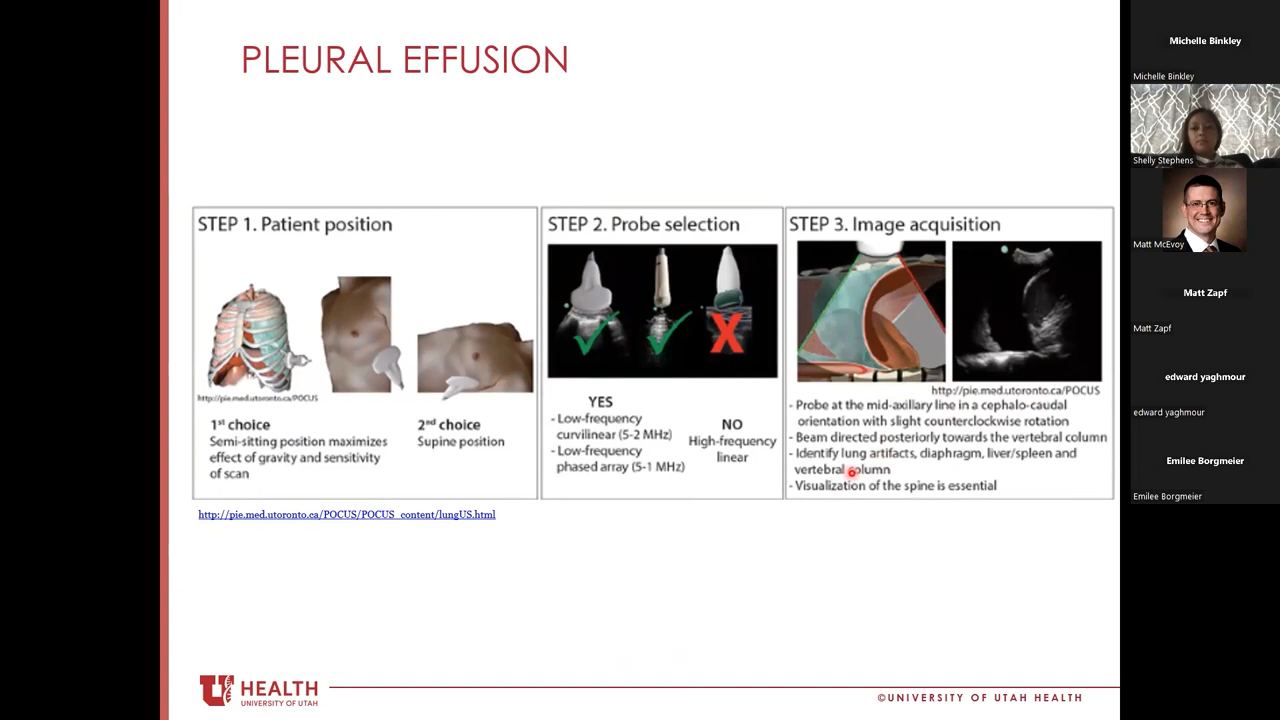 PLEURAL EFFUSION
STEP 1. Patient position
http://pie.med.utoronto.ca/POCUS
1st choice
Semi-sitting position maximizes
effect of gravity and sensitivity
of scan
2nd choice
Supine position
STEP 2. Probe selection
YES
- Low-frequency
curvilinear (5-2 MHz)
- Low-frequency
phased array (5-1 MHz)
NO
High-frequency
linear
STEP 3. Image acquisition
http://pie.med.utoronto.ca/POCUS
- Probe at the mid-axillary line in a cephalo-caudal
orientation with slight counterclockwise rotation
- Beam directed posteriorly towards the vertebral column
- Identify lung artifacts, diaphragm, liver/spleen and
vertebral column
- Visualization of the spine is essential
http://pie.med.utoronto.ca/POCUS/POCUS_content/lungUS.html
U HEALTH
UNIVERSITY OF UTAH
©UNIVERSITY OF UTAH HEALTH
Michelle Binkley
Michelle Binkley
Shelly Stephens
Matt McEvoy
Matt Zapf
Matt Zapf
edward yaghmour
edward yaghmour
Emilee Borgmeier
Emilee Borgmeier